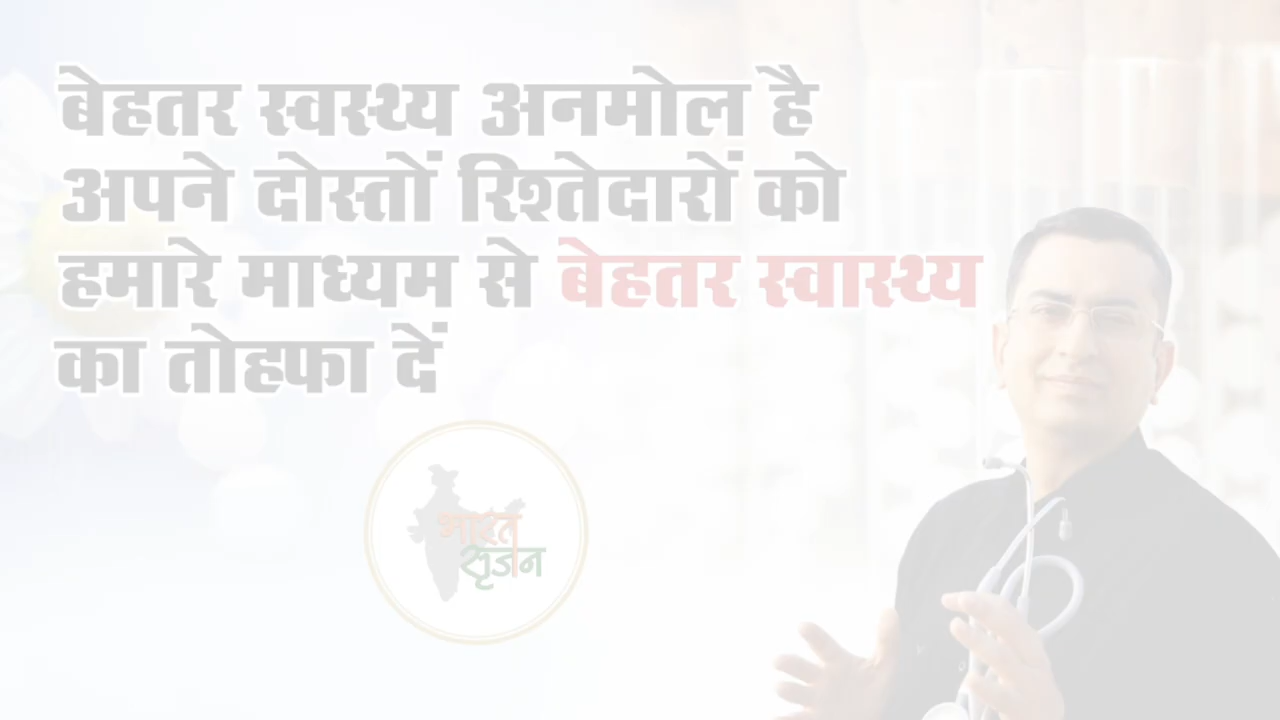 बेहतर स्वस्थ्य अनमोल है
अपने दोस्तों रिश्तेदारों को
हमारे माध्यम से बेहतर स्वास्थ्य
का तोहफा दें
भारत
सृजन